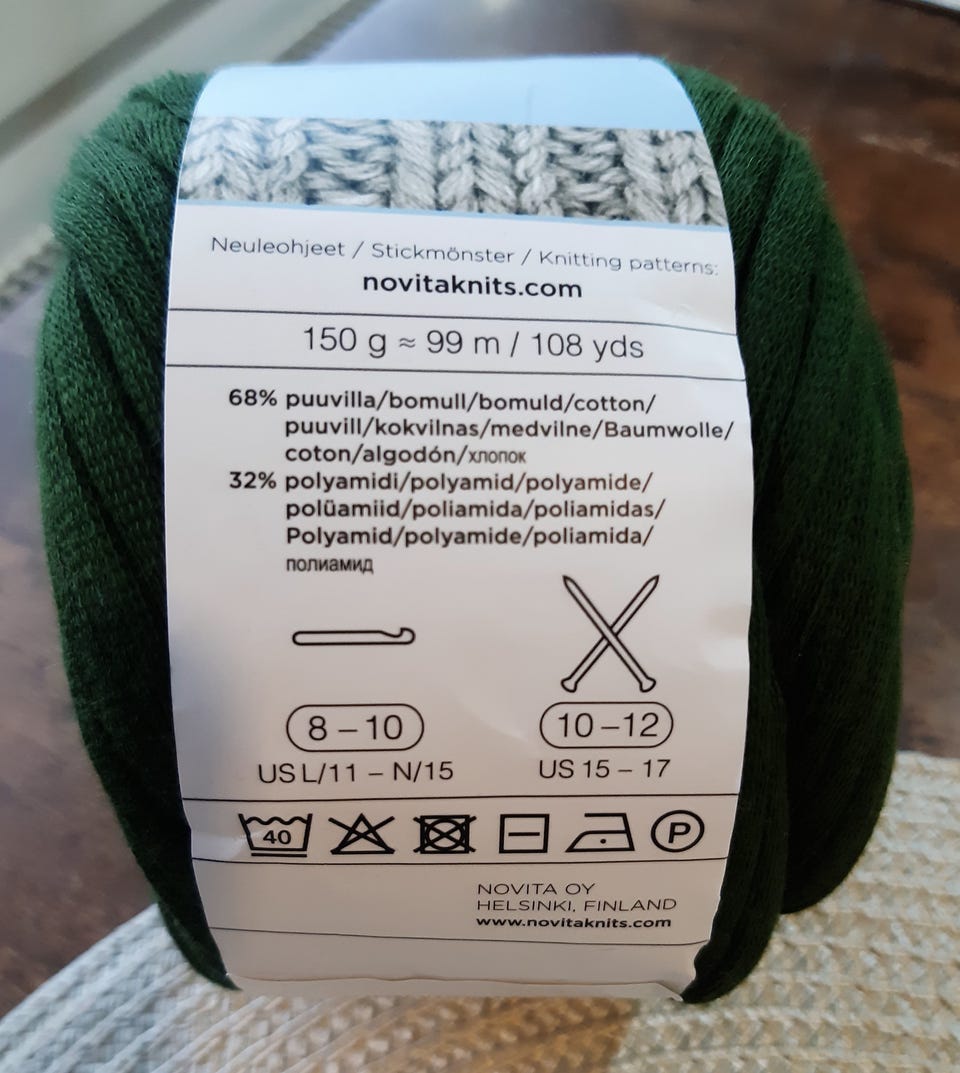 Neuleohjeet / Stickmönster / Knitting patterns:
novitaknits.com
150 g ≈ 99 m / 108 yds
68% puuvilla/bomull/bomuld/cotton/
puuvill/kokvilnas/medvilne/Baumwolle/
coton/algodón/хлопок
32% polyamidi/polyamid/polyamide/
polüamiid/poliamida/poliamidas/
Polyamid/polyamide/poliamida/
полиамид
8 – 10 10 –12
US L/11 – N/15 US 15 – 17
40 P
NOVITA OY
HELSINKI, FINLAND
www.novitaknits.com